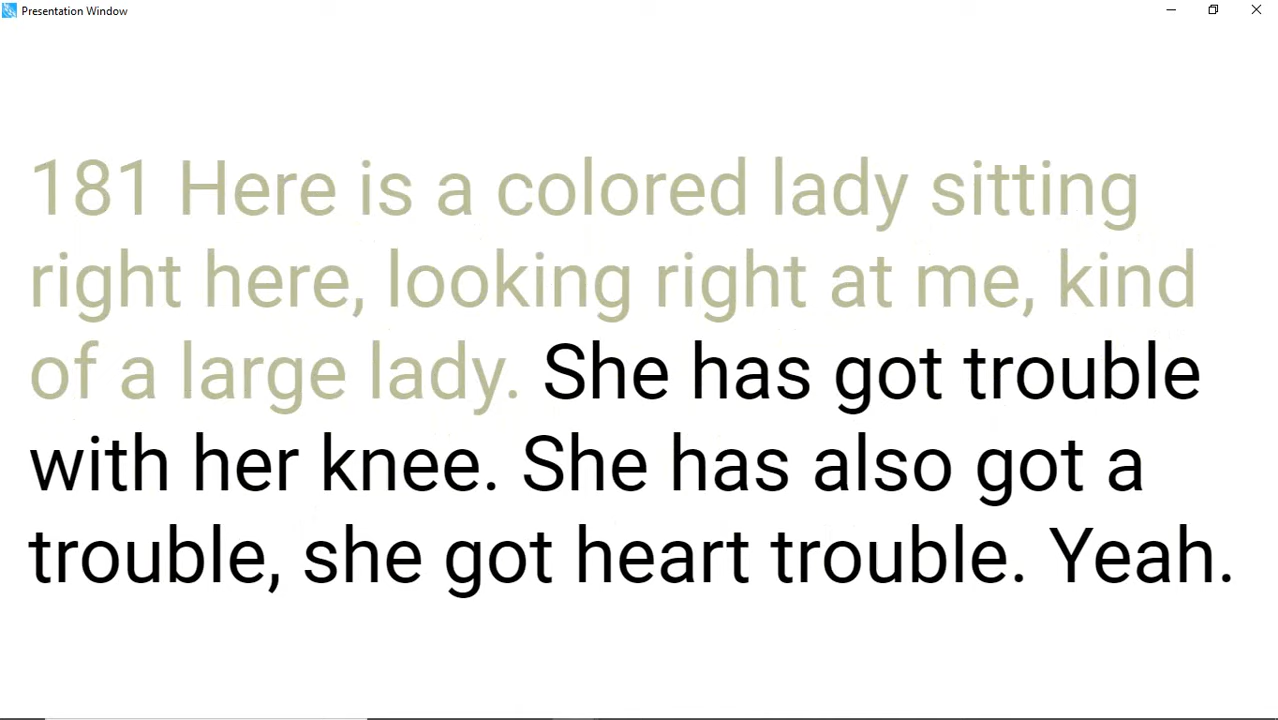 Presentation Window
181 Here is a colored lady sitting
right here, looking right at me, kind
of a large lady. She has got trouble
with her knee. She has also got a
trouble, she got heart trouble. Yeah.